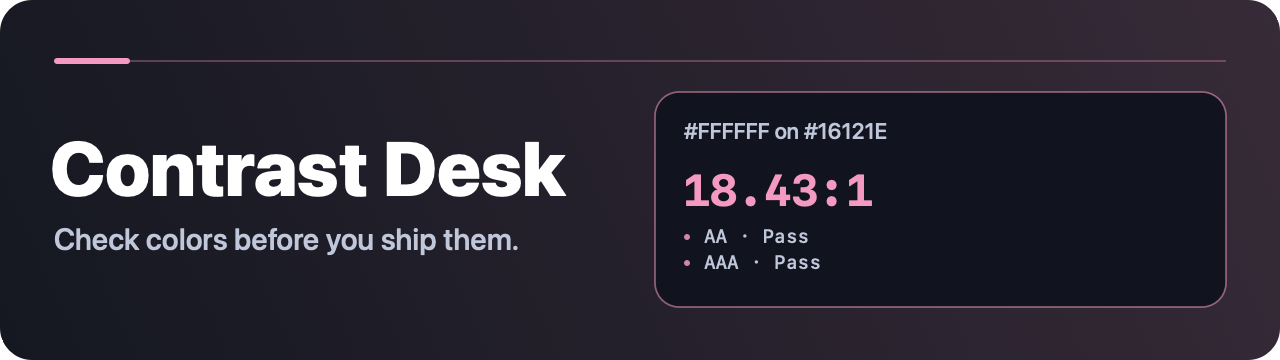 Contrast Desk
Check colors before you ship them.
#FFFFFF on #16121E
18.43:1
• AA · Pass
• AAA · Pass